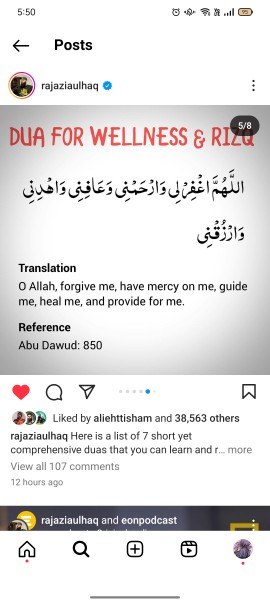 5:50
Posts
rajaziaulhaq
5/8
DUA FOR WELLNESS & RIZQ
اللَّهُمَّ اغْفِرْ لِي وَارْحَمْنِي وَعَافِنِي وَاهْدِنِي
وَارْزُقْنِي
Translation
O Allah, forgive me, have mercy on me, guide
me, heal me, and provide for me.
Reference
Abu Dawud: 850
Liked by aliehttisham and 38,563 others
rajaziaulhaq Here is a list of 7 short yet
comprehensive duas that you can learn and r... more
View all 107 comments
12 hours ago
rajaziaulhaq and eonpodcast